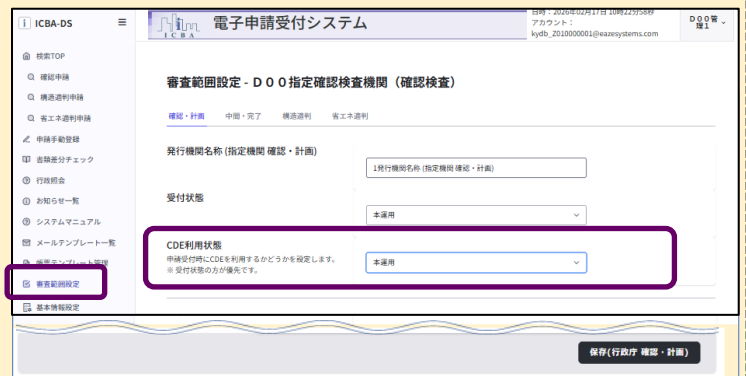 i ICBA-DS
ICBA 電子申請受付システム
日時：2026年02月17日 10時22分58秒
アカウント：
kydb_Z010000001@eazesystems.com
D00管
理1
検索TOP
確認申請
構造適判申請
省エネ適判申請
申請手動登録
書類差分チェック
行政照会
お知らせ一覧
システムマニュアル
メールテンプレート一覧
帳票テンプレート管理
審査範囲設定
基本情報設定
審査範囲設定 - D00指定確認検査機関（確認検査）
確認・計画 中間・完了 構造適判 省エネ適判
発行機関名称 (指定機関 確認・計画)
1発行機関名称 (指定機関 確認・計画)
受付状態
本運用
CDE利用状態
申請受付時にCDEを利用するかどうかを設定します。
※ 受付状態の方が優先です。
本運用
保存(行政庁 確認・計画)